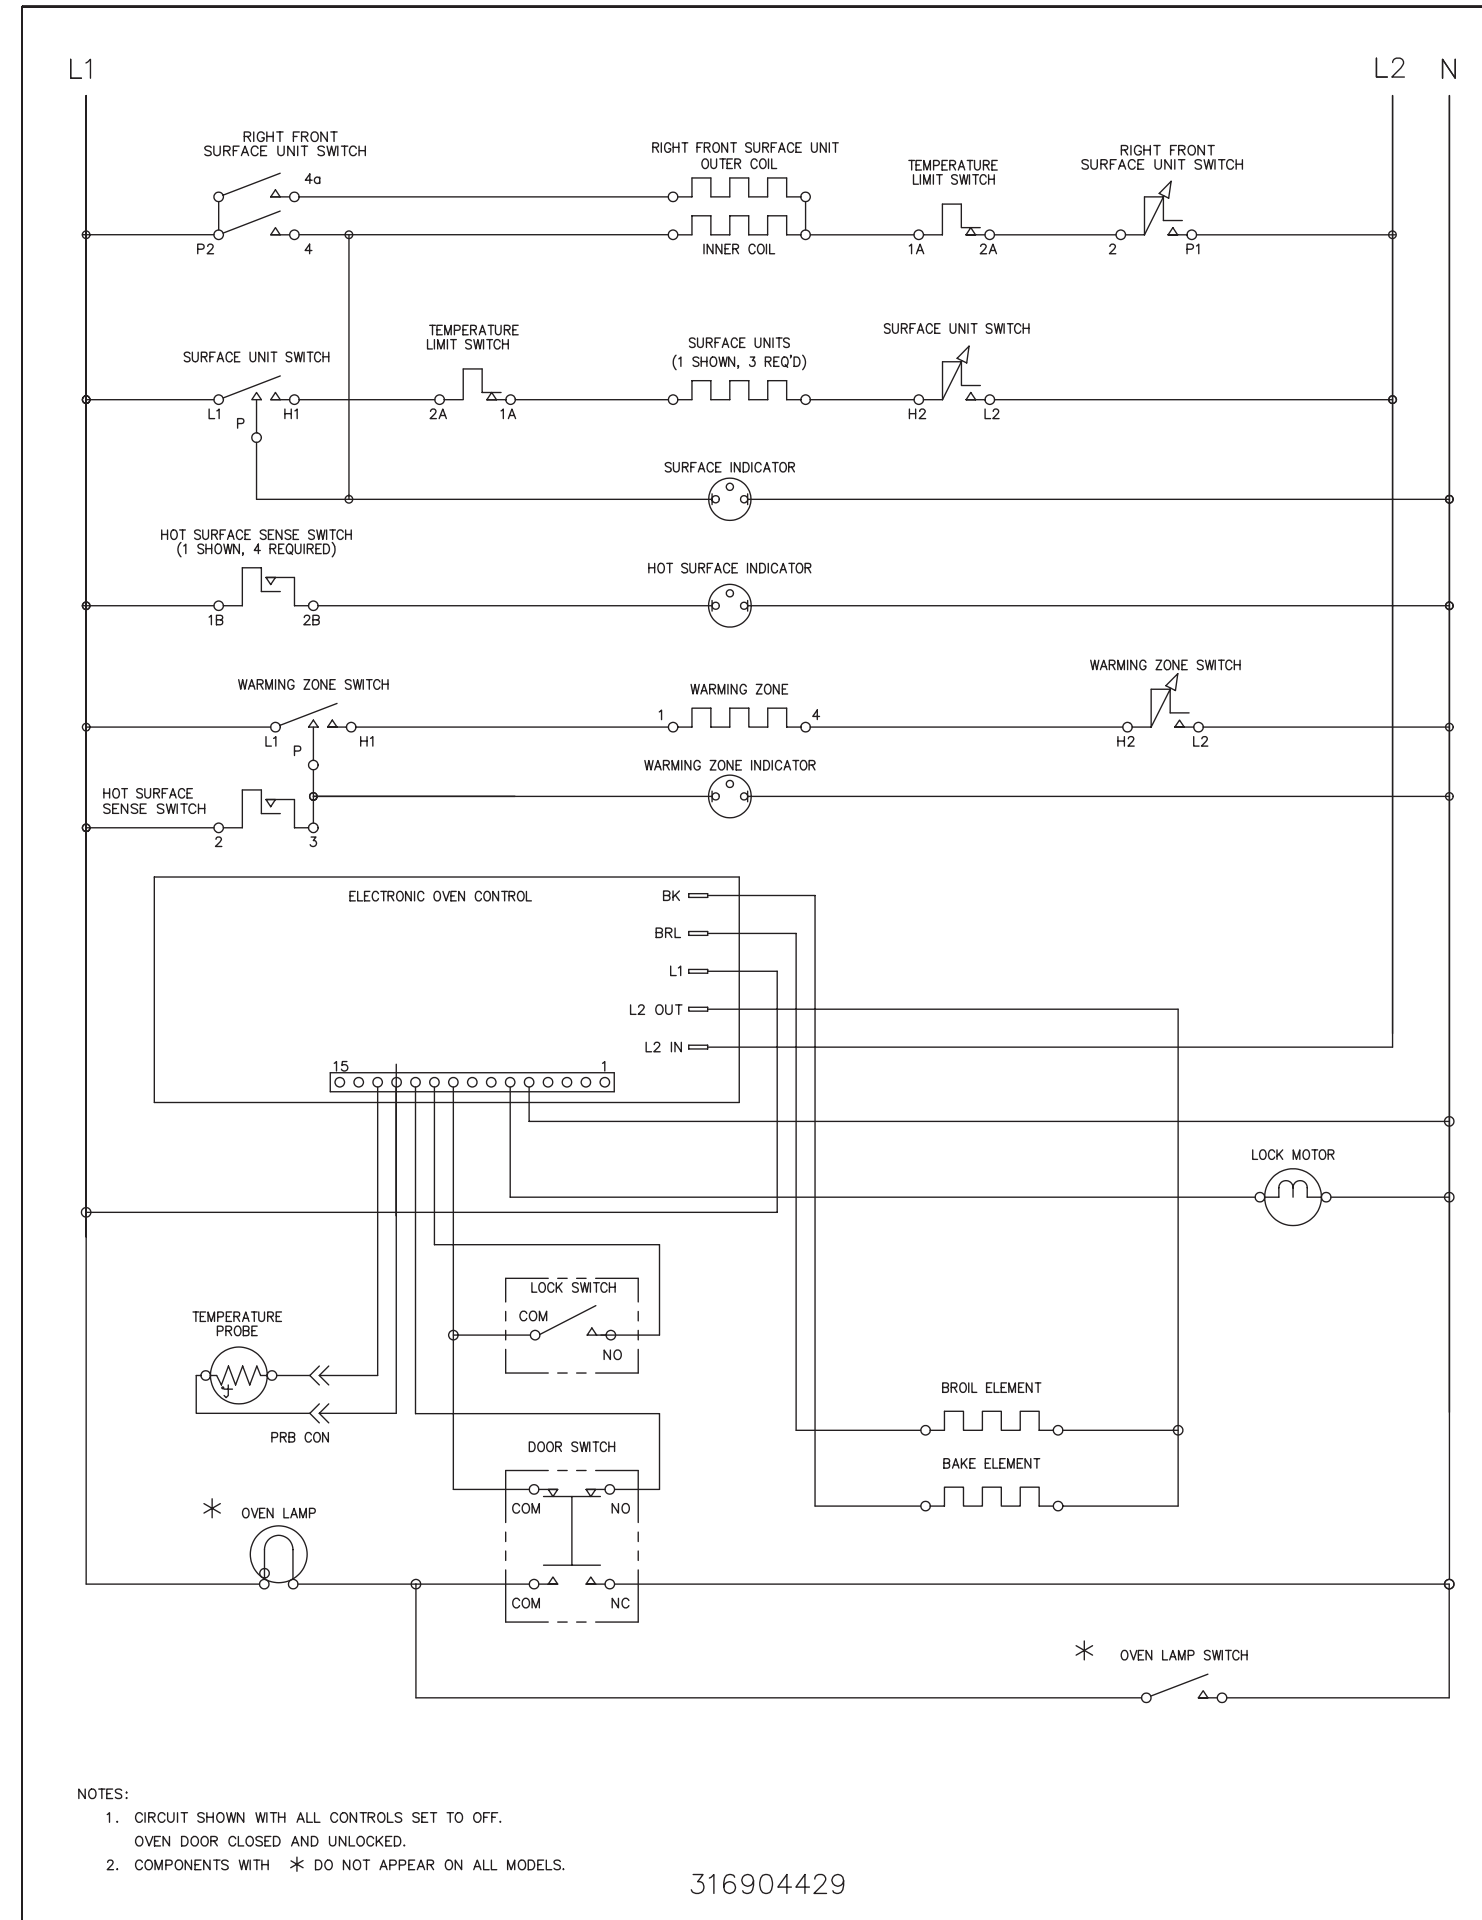 L1
L2
N
RIGHT FRONT
SURFACE UNIT SWITCH
4a
P2
4
RIGHT FRONT SURFACE UNIT
OUTER COIL
INNER COIL
TEMPERATURE
LIMIT SWITCH
1A
2A
RIGHT FRONT
SURFACE UNIT SWITCH
2
P1
SURFACE UNIT SWITCH
L1
H1
P
TEMPERATURE
LIMIT SWITCH
2A
1A
SURFACE UNITS
(1 SHOWN, 3 REQ'D)
SURFACE UNIT SWITCH
H2
L2
SURFACE INDICATOR
HOT SURFACE SENSE SWITCH
(1 SHOWN, 4 REQUIRED)
1B
2B
HOT SURFACE INDICATOR
WARMING ZONE SWITCH
L1
H1
P
WARMING ZONE
1
4
WARMING ZONE SWITCH
H2
L2
WARMING ZONE INDICATOR
HOT SURFACE
SENSE SWITCH
2
3
ELECTRONIC OVEN CONTROL
BK
BRL
L1
L2 OUT
L2 IN
15
1
LOCK MOTOR
LOCK SWITCH
COM
NO
TEMPERATURE
PROBE
PRB CON
BROIL ELEMENT
BAKE ELEMENT
DOOR SWITCH
COM
NO
COM
NC
* OVEN LAMP
* OVEN LAMP SWITCH
NOTES:
1. CIRCUIT SHOWN WITH ALL CONTROLS SET TO OFF.
OVEN DOOR CLOSED AND UNLOCKED.
2. COMPONENTS WITH * DO NOT APPEAR ON ALL MODELS.
316904429